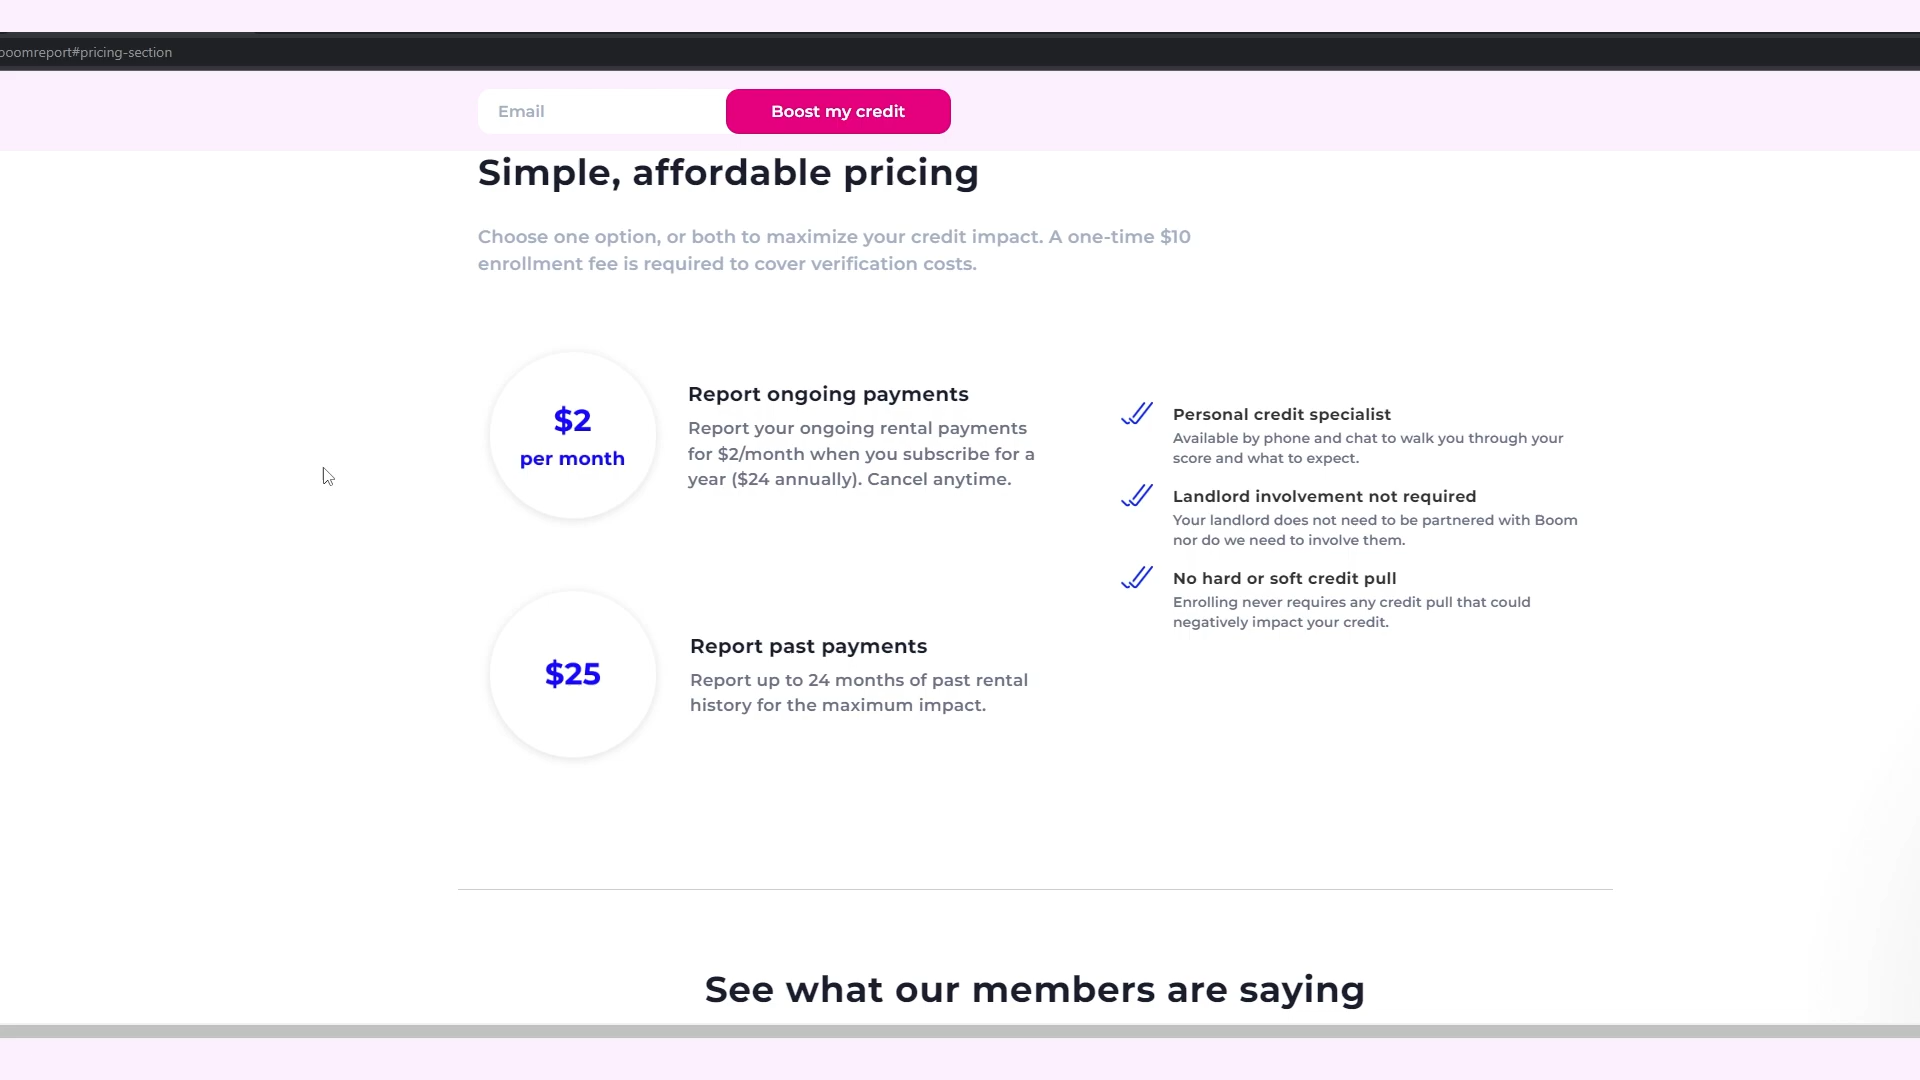 boomreport#pricing-section
Email
Boost my credit
Simple, affordable pricing
Choose one option, or both to maximize your credit impact. A one-time $10
enrollment fee is required to cover verification costs.
$2
per month
Report ongoing payments
Report your ongoing rental payments
for $2/month when you subscribe for a
year ($24 annually). Cancel anytime.
$25
Report past payments
Report up to 24 months of past rental
history for the maximum impact.
Personal credit specialist
Available by phone and chat to walk you through your
score and what to expect.
Landlord involvement not required
Your landlord does not need to be partnered with Boom
nor do we need to involve them.
No hard or soft credit pull
Enrolling never requires any credit pull that could
negatively impact your credit.
See what our members are saying